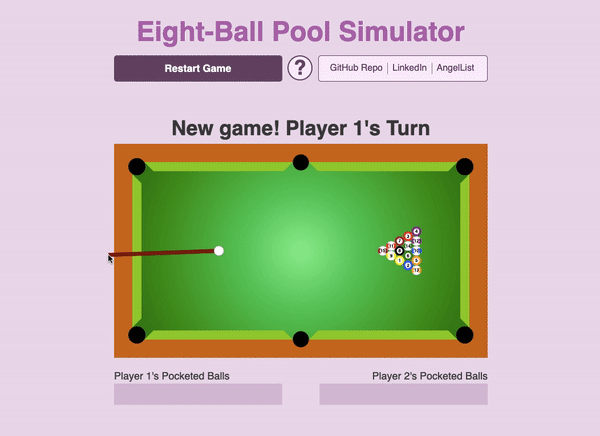 Eight-Ball Pool Simulator
Restart Game
?
GitHub Repo | LinkedIn | AngelList
New game! Player 1's Turn
Player 1's Pocketed Balls
Player 2's Pocketed Balls